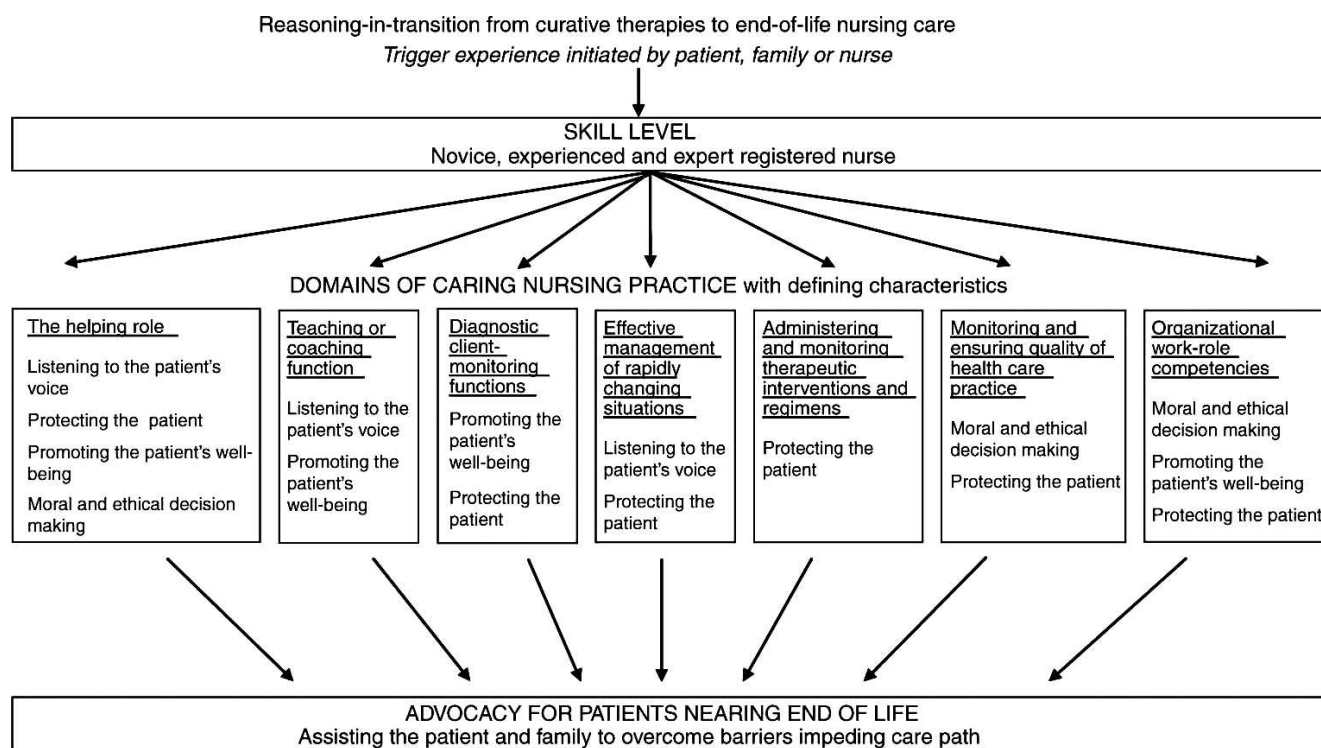 Reasoning-in-transition from curative therapies to end-of-life nursing care
Trigger experience initiated by patient, family or nurse
SKILL LEVEL
Novice, experienced and expert registered nurse
DOMAINS OF CARING NURSING PRACTICE with defining characteristics
The helping role
Listening to the patient's
voice
Protecting the patient
Promoting the patient's well-
being
Moral and ethical decision
making
Teaching or
coaching
function
Listening to the
patient's voice
Promoting the
patient's
well-being
Diagnostic
client-
monitoring
functions
Promoting the
patient's
well-being
Protecting the
patient
Effective
management
of rapidly
changing
situations
Listening to the
patient's voice
Protecting the
patient
Administering
and monitoring
therapeutic
interventions and
regimens
Protecting the
patient
Monitoring and
ensuring quality of
health care
practice
Moral and ethical
decision making
Protecting the patient
Organizational
work-role
competencies
Moral and ethical
decision making
Promoting the
patient's well-being
Protecting the patient
ADVOCACY FOR PATIENTS NEARING END OF LIFE
Assisting the patient and family to overcome barriers impeding care path